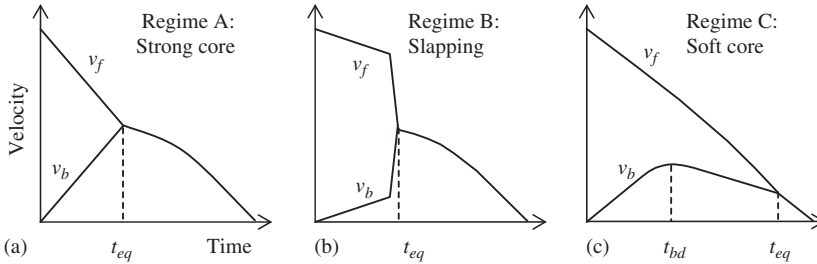 Regime A:
Strong core
v_f
v_b
Velocity
(a)
t_eq
Time
Regime B:
Slapping
v_f
v_b
(b)
t_eq
Regime C:
Soft core
v_f
v_b
(c)
t_bd
t_eq